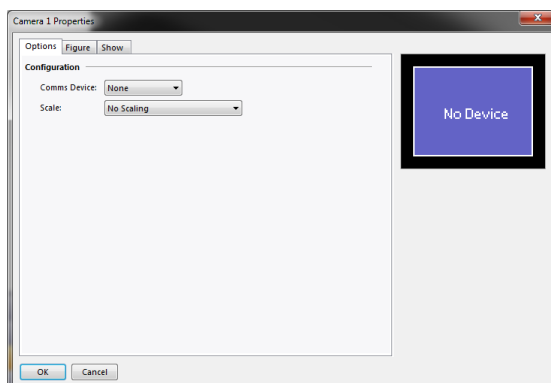 Camera 1 Properties
Options Figure Show
Configuration
Comms Device: None
Scale: No Scaling
No Device
OK Cancel